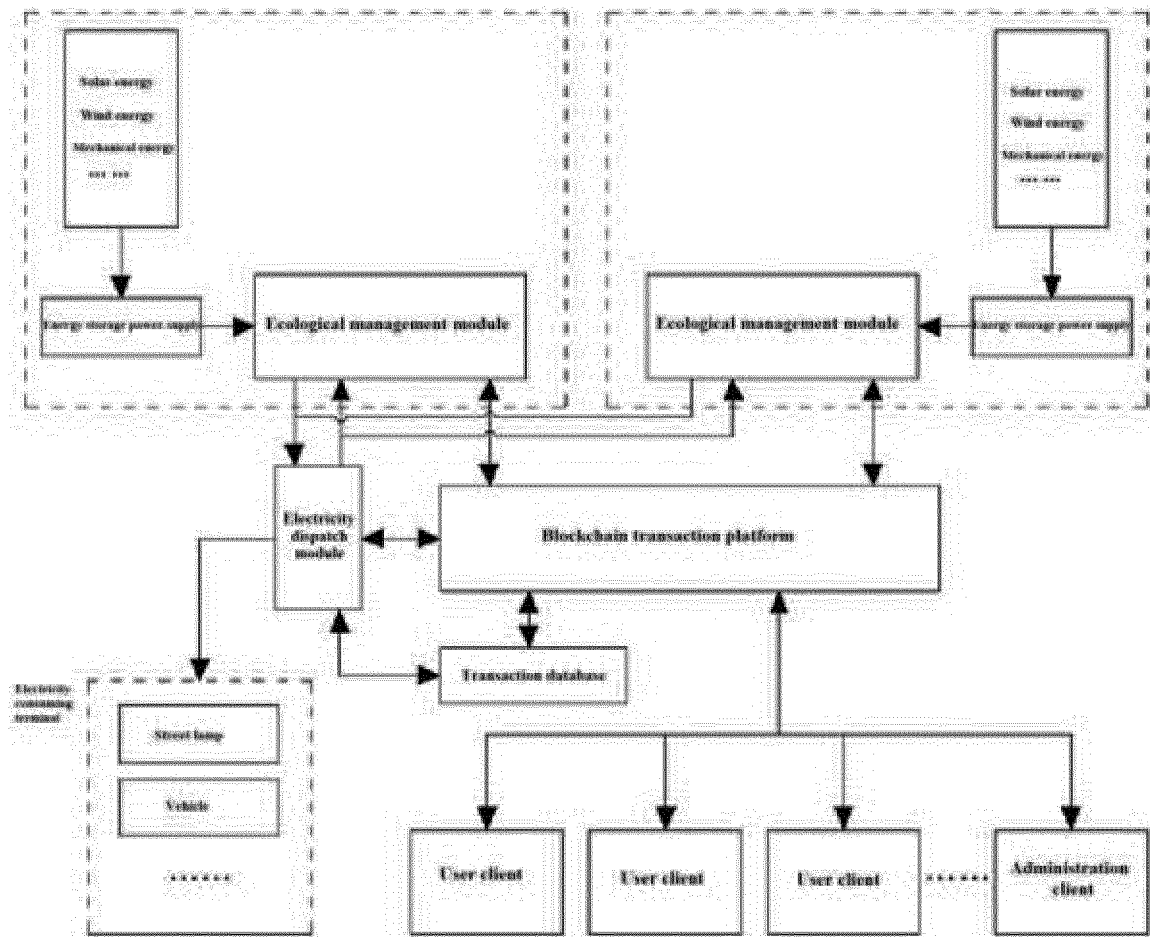 Solar energy
Wind energy
Mechanical energy
... ...
Energy storage power supply
Ecological management module
Solar energy
Wind energy
Mechanical energy
... ...
Ecological management module
Energy storage power supply
Electricity
dispatch
module
Blockchain transaction platform
Transaction database
Electricity
containing
terminal
Street lamp
Vehicle
......
User client
User client
User client
......
Administration
client